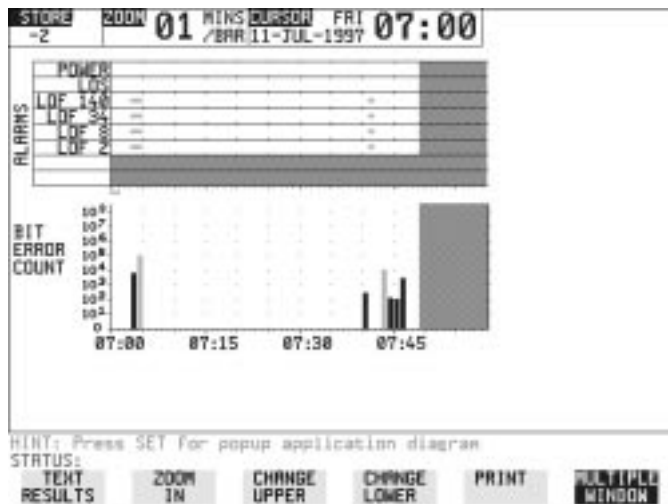 STORE
-2
ZOOM 01 MINS /BAR
CURSOR FRI
11-JUL-1997 07:00
ALARMS
POWER
LOS
LOF 140
LOF 34
LOF 8
LOF 2
BIT
ERROR
COUNT
10⁹
10⁸
10⁷
10⁶
10⁵
10⁴
10³
10²
10¹
0
07:00 07:15 07:30 07:45
HINT: Press SET for popup application diagram
STATUS:
TEXT RESULTS
ZOOM IN
CHANGE UPPER
CHANGE LOWER
PRINT
MULTIPLE WINDOW